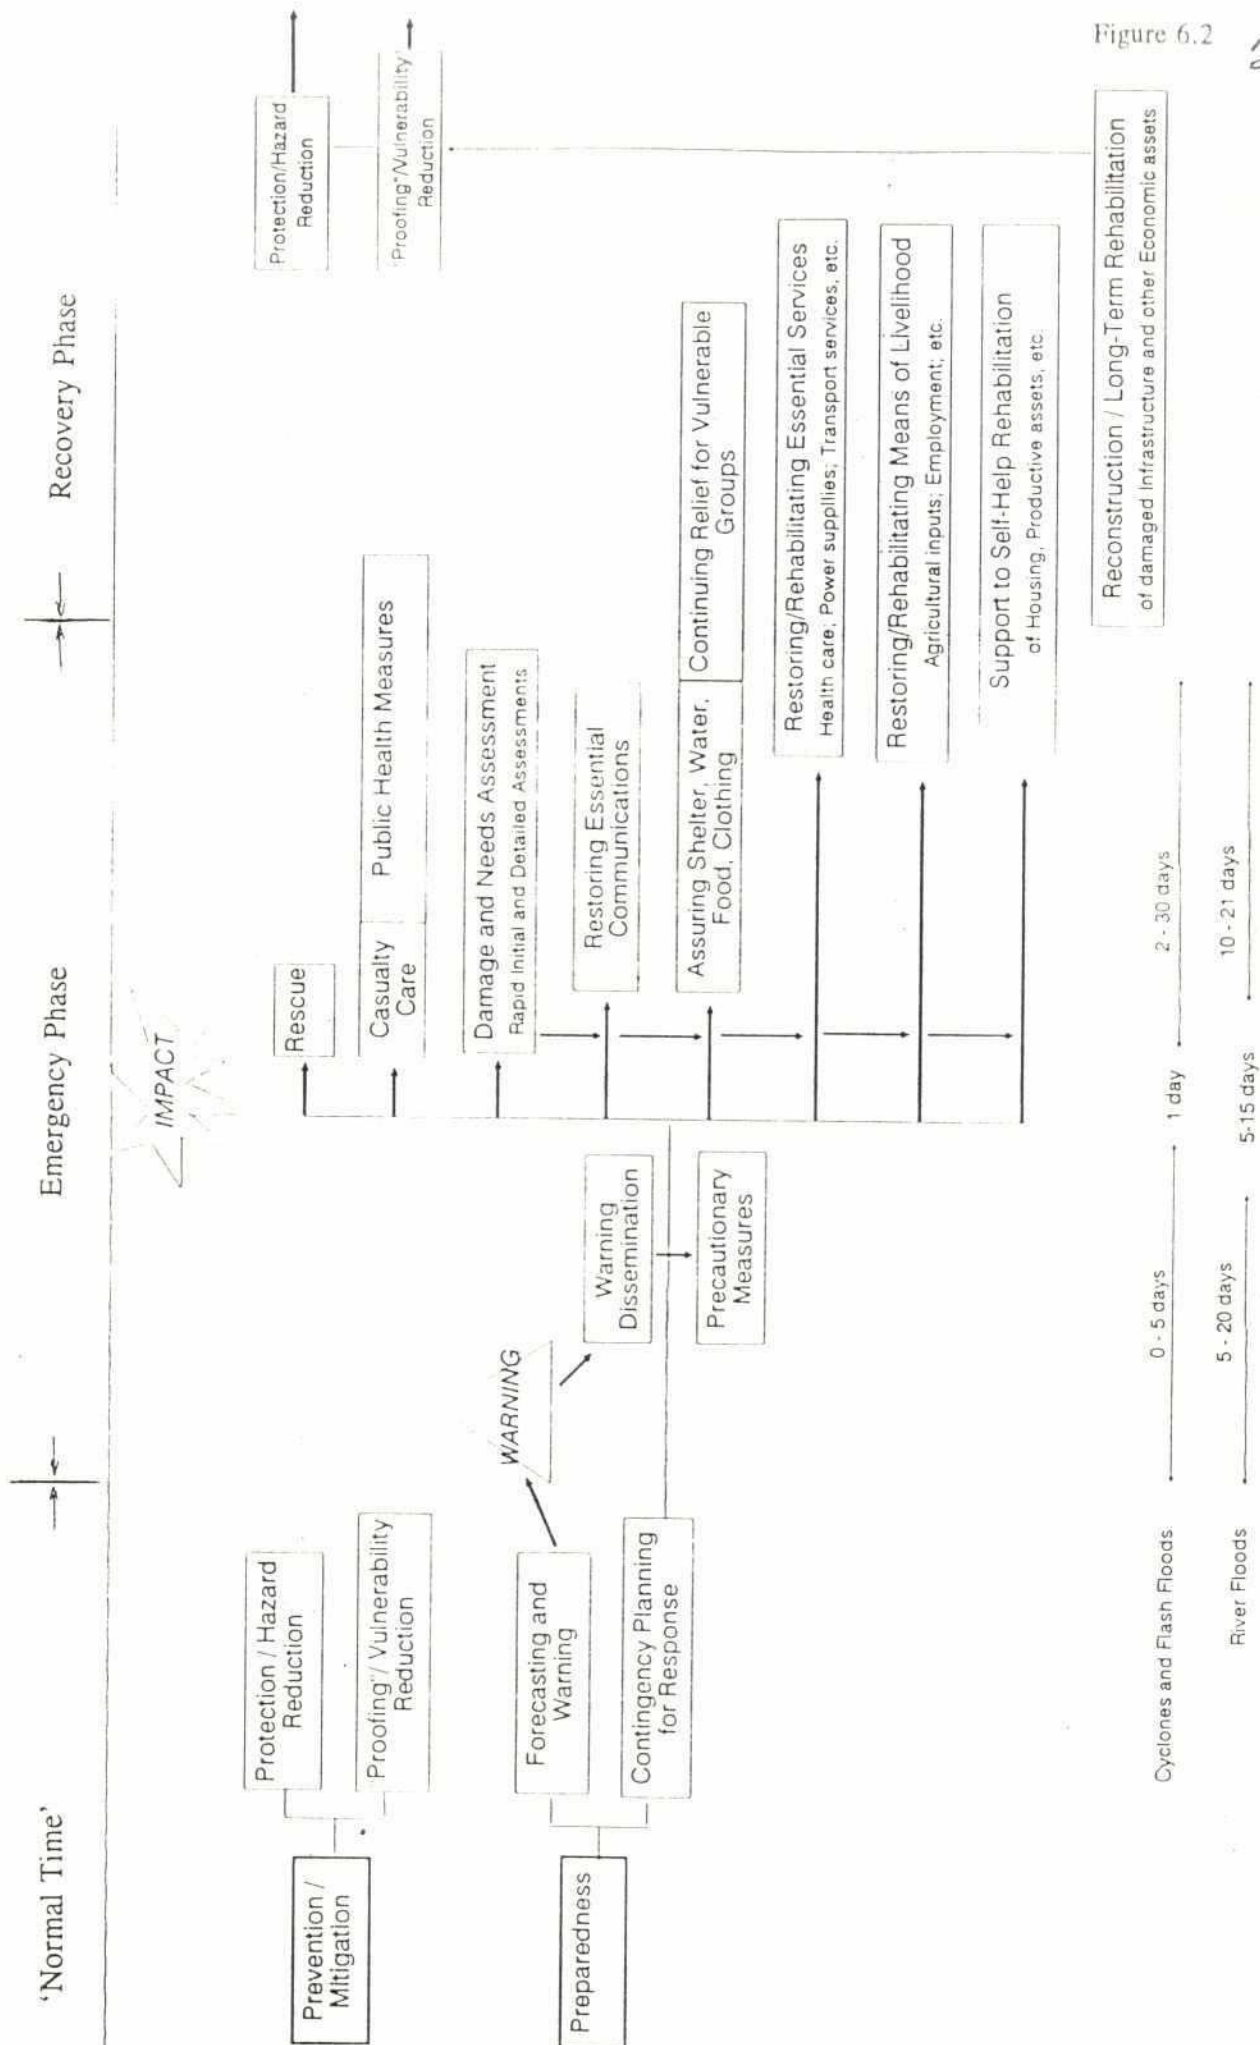 Figure 6.2
'Normal Time'
Emergency Phase
Recovery Phase
IMPACT
Prevention /
Mitigation
Protection / Hazard
Reduction
Proofing"/ Vulnerability
Reduction
Preparedness
Forecasting and
Warning
Contingency Planning
for Response
WARNING
Warning
Dissemination
Precautionary
Measures
Rescue
Casualty
Care
Public Health Measures
Damage and Needs Assessment
Rapid Initial and Detailed Assessments
Restoring Essential
Communications
Assuring Shelter, Water,
Food, Clothing
Continuing Relief for Vulnerable
Groups
Restoring/Rehabilitating Essential Services
Health care; Power supplies; Transport services, etc.
Restoring/Rehabilitating Means of Livelihood
Agricultural inputs; Employment; etc.
Support to Self-Help Rehabilitation
of Housing, Productive assets, etc.
Reconstruction / Long-Term Rehabilitation
of damaged Infrastructure and other Economic assets
Protection/Hazard
Reduction
"Proofing"/Vulnerability
Reduction
Cyclones and Flash Floods
0 - 5 days
1 day
2 - 30 days
River Floods
5 - 20 days
5-15 days
10 - 21 days